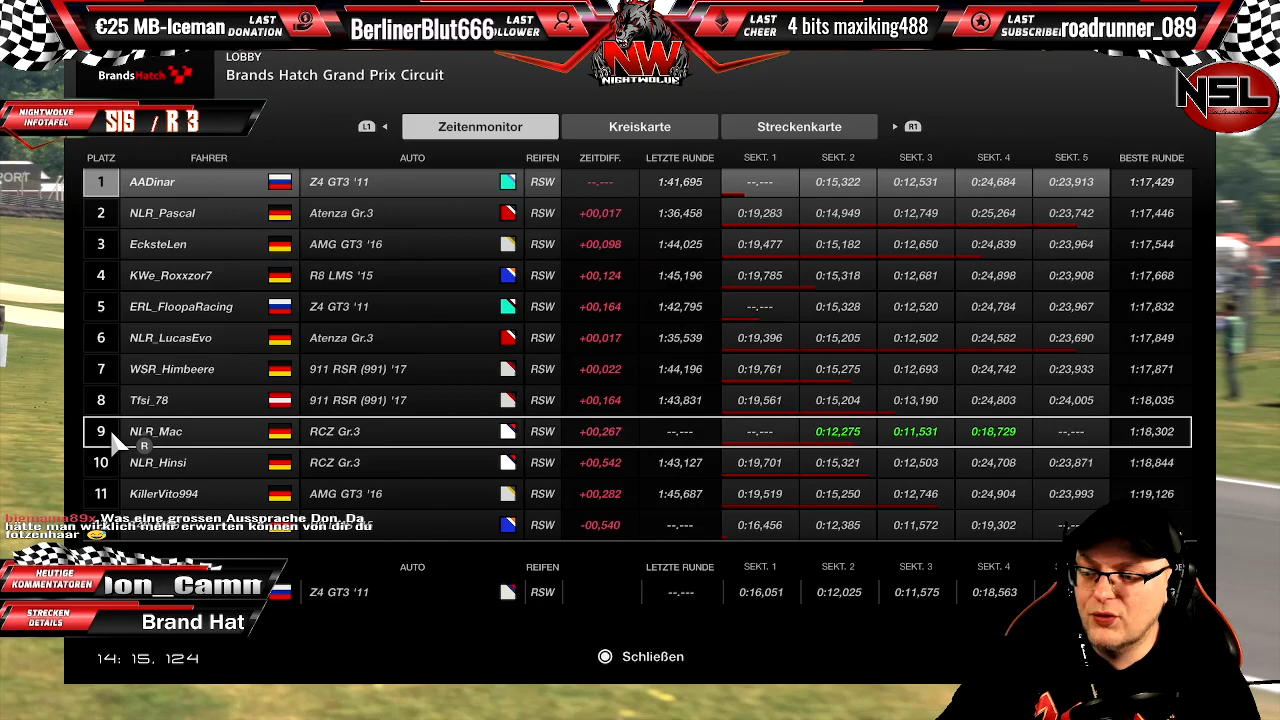 €25 MB-Iceman LAST DONATION
BerlinerBlut666 LAST
LAST CHEER 4 bits maxiking488
LAST SUBSCRIBE roadrunner_089
NW
NIGHTWOLVE
NSL
BrandsHatch
LOBBY
Brands Hatch Grand Prix Circuit
NIGHTWOLVE INFOTAFEL
S19 / R 3
L1 Zeitenmonitor Kreiskarte Streckenkarte R1
PLATZ FAHRER AUTO REIFEN ZEITDIFF. LETZTE RUNDE SEKT. 1 SEKT. 2 SEKT. 3 SEKT. 4 SEKT. 5 BESTE RUNDE
1 AADinar Z4 GT3 '11 RSW --,--- 1:41,695 --,--- 0:15,322 0:12,531 0:24,684 0:23,913 1:17,429
2 NLR_Pascal Atenza Gr.3 RSW +00,017 1:36,458 0:19,283 0:14,949 0:12,749 0:25,264 0:23,742 1:17,446
3 EcksteLen AMG GT3 '16 RSW +00,098 1:44,025 0:19,477 0:15,182 0:12,650 0:24,839 0:23,964 1:17,544
4 KWe_Roxxzor7 R8 LMS '15 RSW +00,124 1:45,196 0:19,785 0:15,318 0:12,681 0:24,898 0:23,908 1:17,668
5 ERL_FloopaRacing Z4 GT3 '11 RSW +00,164 1:42,795 --,--- 0:15,328 0:12,520 0:24,784 0:23,967 1:17,832
6 NLR_LucasEvo Atenza Gr.3 RSW +00,017 1:35,539 0:19,396 0:15,205 0:12,502 0:24,582 0:23,690 1:17,849
7 WSR_Himbeere 911 RSR (991) '17 RSW +00,022 1:44,196 0:19,761 0:15,275 0:12,693 0:24,742 0:23,933 1:17,871
8 Tfsi_78 911 RSR (991) '17 RSW +00,164 1:43,831 0:19,561 0:15,204 0:13,190 0:24,803 0:24,005 1:18,035
9 NLR_Mac RCZ Gr.3 RSW +00,267 --,--- --,--- 0:12,275 0:11,531 0:18,729 --,--- 1:18,302
R
10 NLR_Hinsi RCZ Gr.3 RSW +00,542 1:43,127 0:19,701 0:15,321 0:12,503 0:24,708 0:23,871 1:18,844
11 KillerVito994 AMG GT3 '16 RSW +00,282 1:45,687 0:19,519 0:15,250 0:12,746 0:24,904 0:23,993 1:19,126
RSW -00,540 --,--- 0:16,456 0:12,385 0:11,572 0:19,302
bigmama89x Was eine grossen Aussprache Don. Da
hätte man wirklich mehr erwarten können von dir du
fotzenhaar
AUTO REIFEN LETZTE RUNDE SEKT. 1 SEKT. 2 SEKT. 3 SEKT. 4
HEUTIGE KOMMENTATOREN
Z4 GT3 '11 RSW --,--- 0:16,051 0:12,025 0:11,575 0:18,563
STRECKEN DETAILS
Brand Hat
14: 15. 124
Schließen